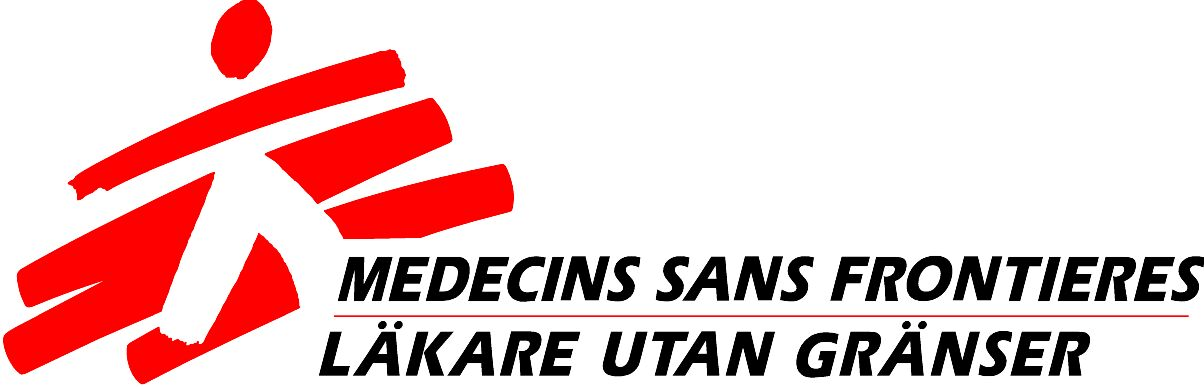 MEDECINS SANS FRONTIERES
LÄKARE UTAN GRÄNSER